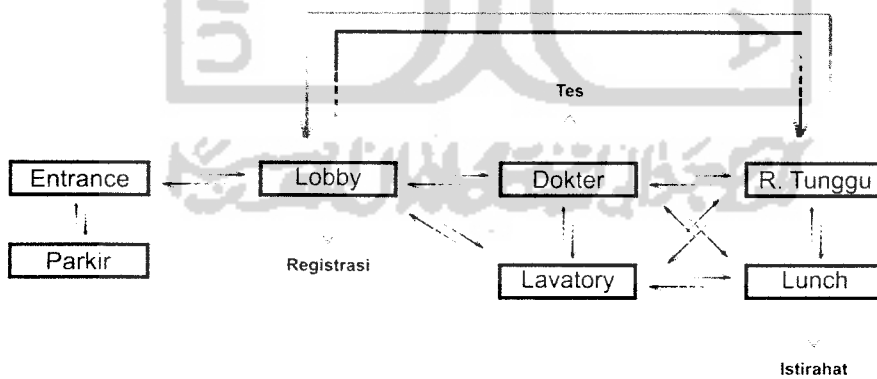 Tes
Entrance
Lobby
Dokter
R. Tunggu
Parkir
Registrasi
Lavatory
Lunch
Istirahat